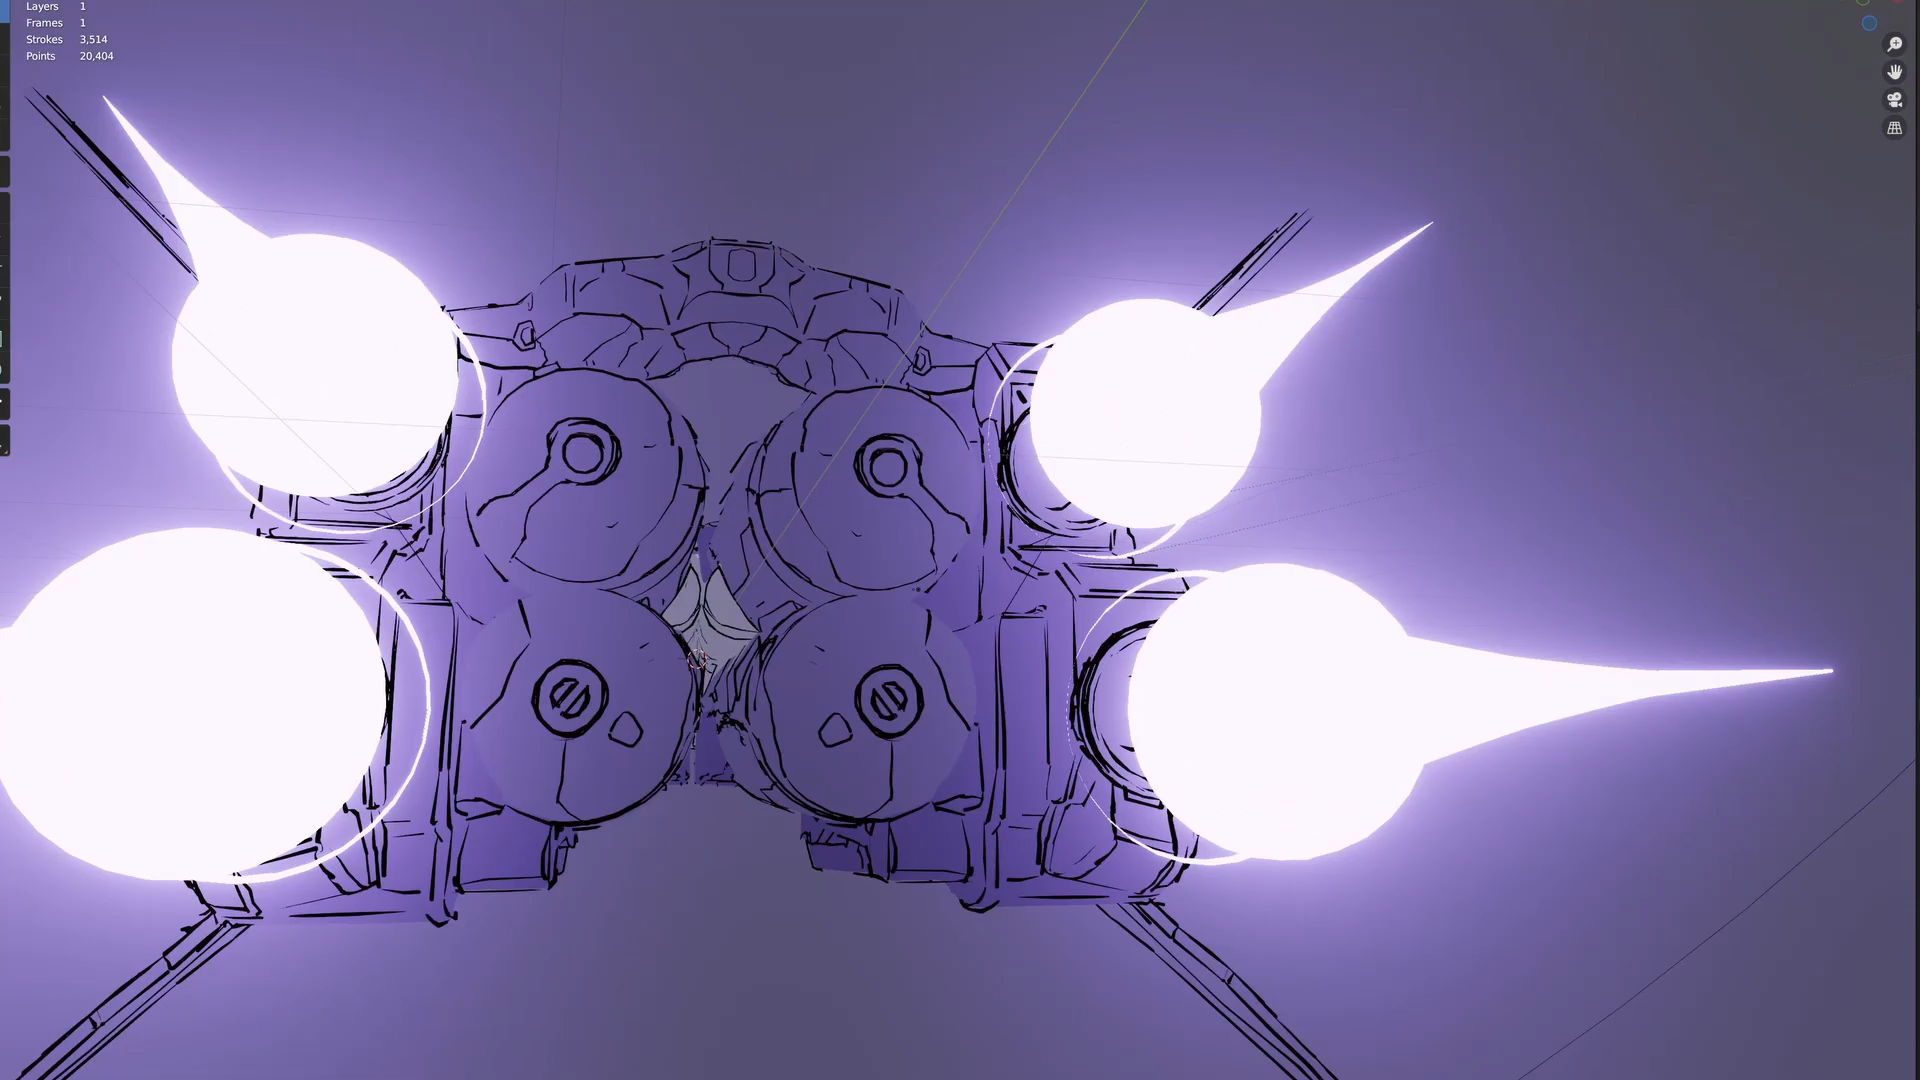 Layers 1
Frames 1
Strokes 3,514
Points 20,404